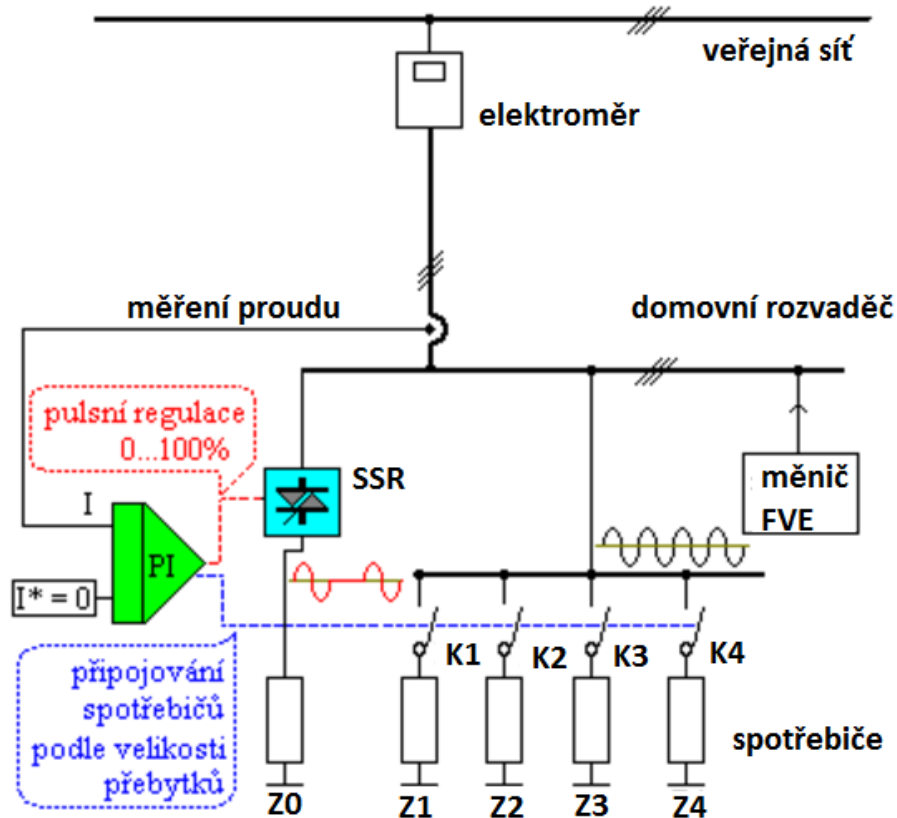 veřejná síť
elektroměr
měření proudu
domovní rozvaděč
pulsní regulace
0...100%
SSR
měnič
FVE
I
PI
I* = 0
K1
K2
K3
K4
připojování
spotřebičů
podle velikosti
přebytků
spotřebiče
Z0
Z1
Z2
Z3
Z4